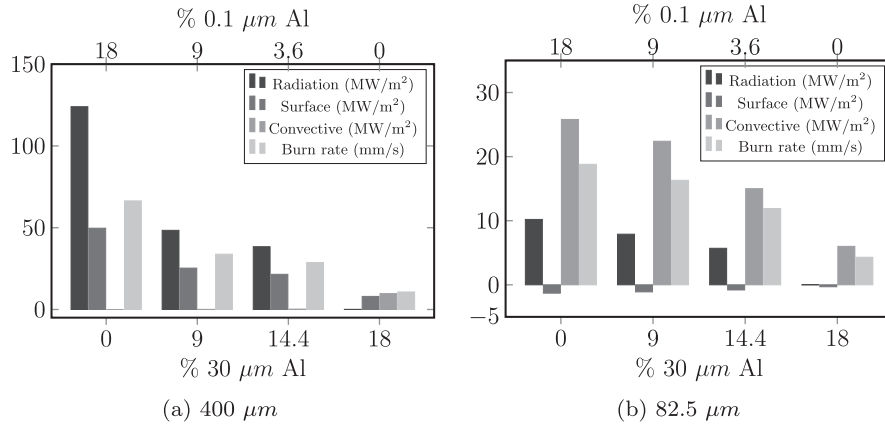 % 0.1 μm Al
18 9 3.6 0
150
100
50
0
Radiation (MW/m²)
Surface (MW/m²)
Convective (MW/m²)
Burn rate (mm/s)
0 9 14.4 18
% 30 μm Al
(a) 400 μm
% 0.1 μm Al
18 9 3.6 0
30
20
10
0
−5
Radiation (MW/m²)
Surface (MW/m²)
Convective (MW/m²)
Burn rate (mm/s)
0 9 14.4 18
% 30 μm Al
(b) 82.5 μm